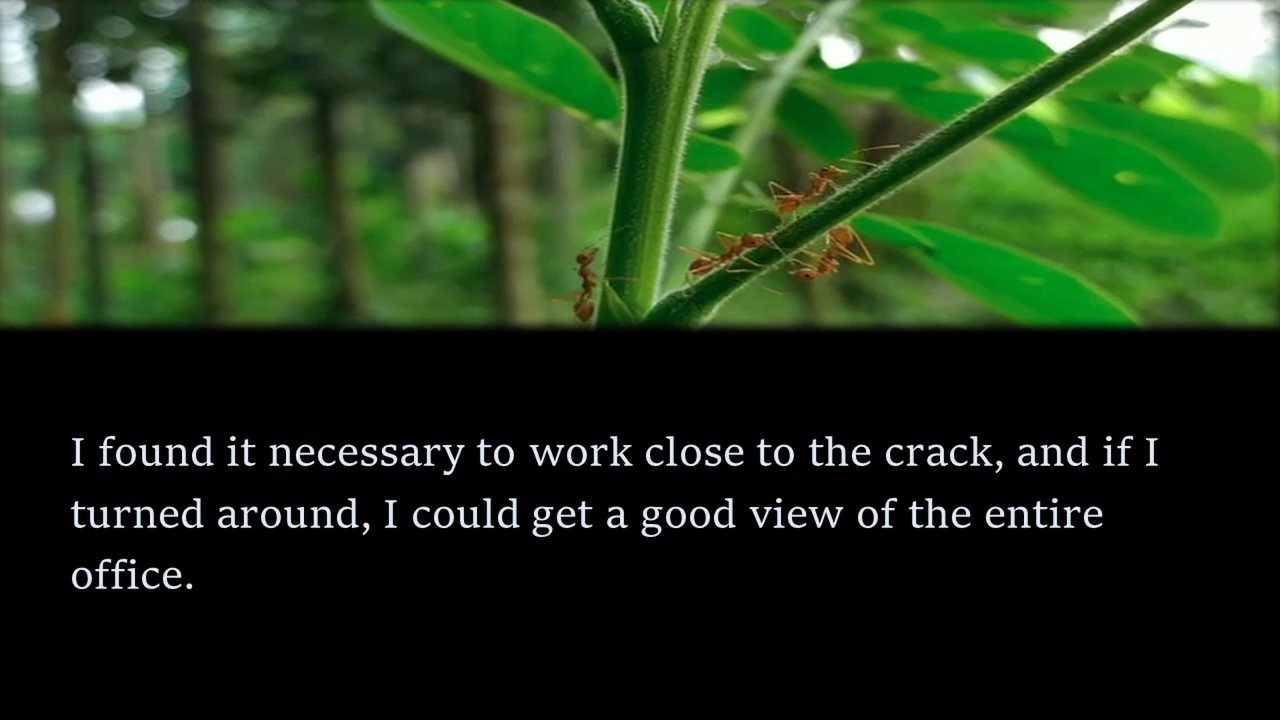 I found it necessary to work close to the crack, and if I
turned around, I could get a good view of the entire
office.